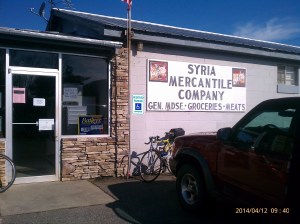 SYRIA
MERCANTILE
COMPANY
GEN. MDSE.-GROCERIES-MEATS
2014/04/12 09:40